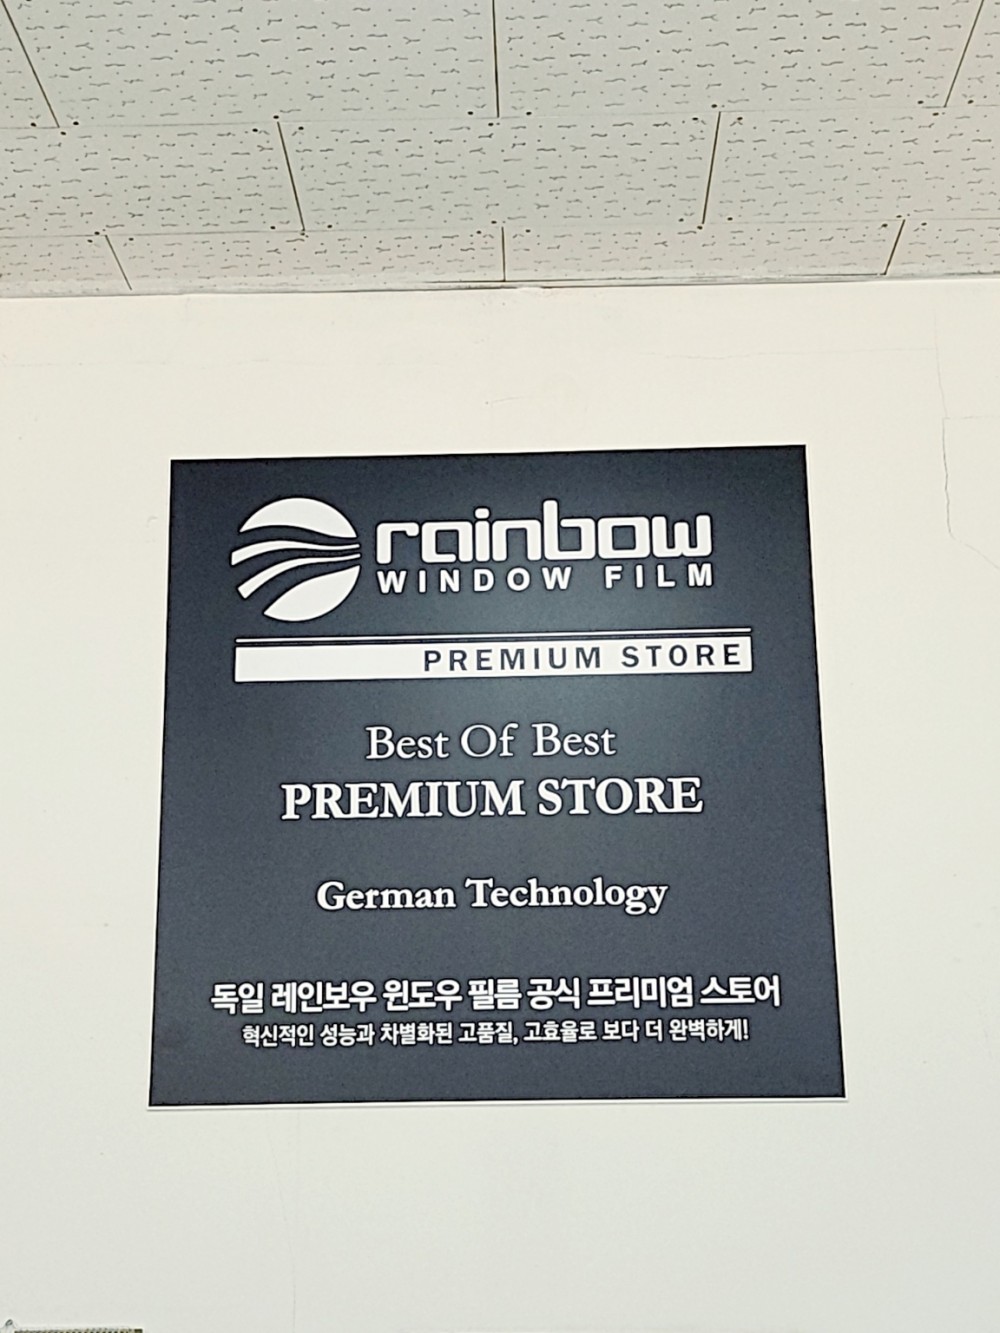 rainbow
WINDOW FILM
PREMIUM STORE
Best Of Best
PREMIUM STORE
German Technology
독일 레인보우 윈도우 필름 공식 프리미엄 스토어
혁신적인 성능과 차별화된 고품질, 고효율로 보다 더 완벽하게!